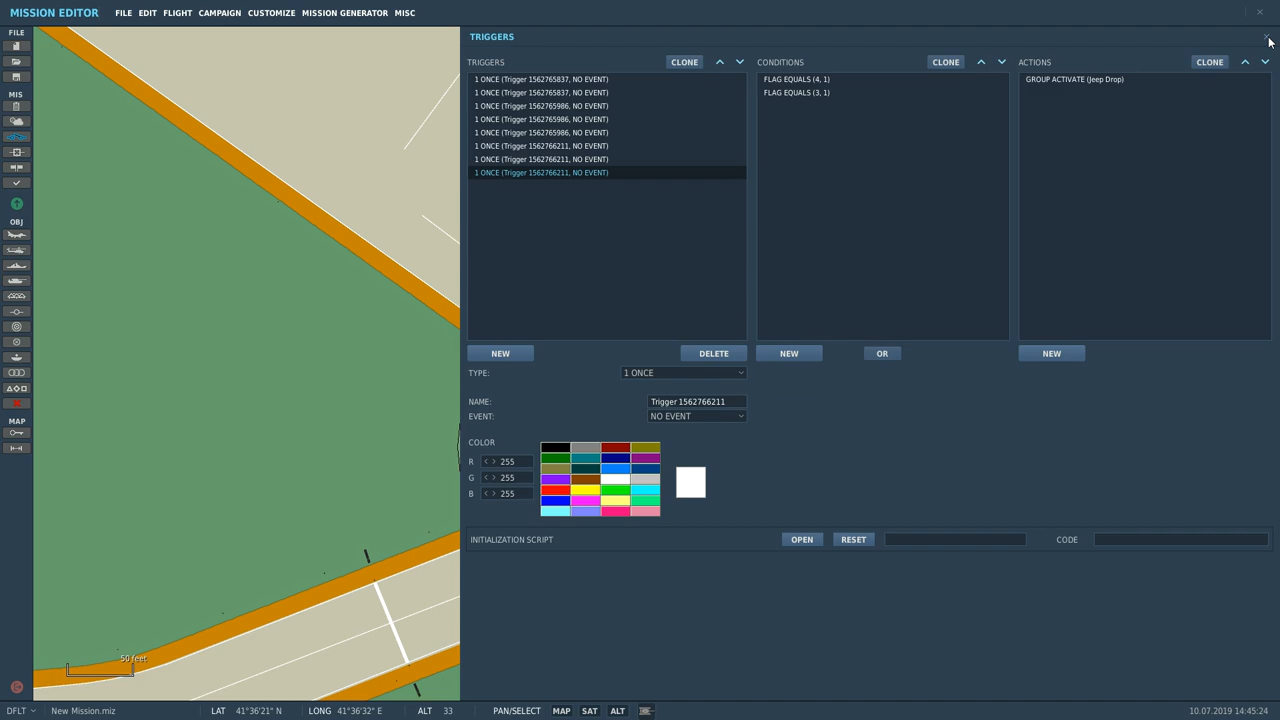 MISSION EDITOR FILE EDIT FLIGHT CAMPAIGN CUSTOMIZE MISSION GENERATOR MISC
FILE
MIS
OBJ
MAP
TRIGGERS
TRIGGERS CLONE CONDITIONS CLONE ACTIONS CLONE
1 ONCE (Trigger 1562765837, NO EVENT) FLAG EQUALS (4, 1) GROUP ACTIVATE (Jeep Drop)
1 ONCE (Trigger 1562765837, NO EVENT) FLAG EQUALS (3, 1)
1 ONCE (Trigger 1562765986, NO EVENT)
1 ONCE (Trigger 1562765986, NO EVENT)
1 ONCE (Trigger 1562765986, NO EVENT)
1 ONCE (Trigger 1562766211, NO EVENT)
1 ONCE (Trigger 1562766211, NO EVENT)
1 ONCE (Trigger 1562766211, NO EVENT)
NEW DELETE NEW OR NEW
TYPE: 1 ONCE
NAME: Trigger 1562766211
EVENT: NO EVENT
COLOR
R 255
G 255
B 255
INITIALIZATION SCRIPT OPEN RESET CODE
50 feet
DFLT New Mission.miz LAT 41°36'21" N LONG 41°36'32" E ALT 33 PAN/SELECT MAP SAT ALT 10.07.2019 14:45:24